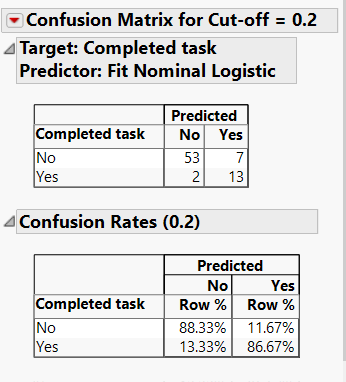 Confusion Matrix for Cut-off = 0.2
Target: Completed task
Predictor: Fit Nominal Logistic
Predicted
Completed task No Yes
No 53 7
Yes 2 13
Confusion Rates (0.2)
Predicted
No Yes
Completed task Row % Row %
No 88.33% 11.67%
Yes 13.33% 86.67%